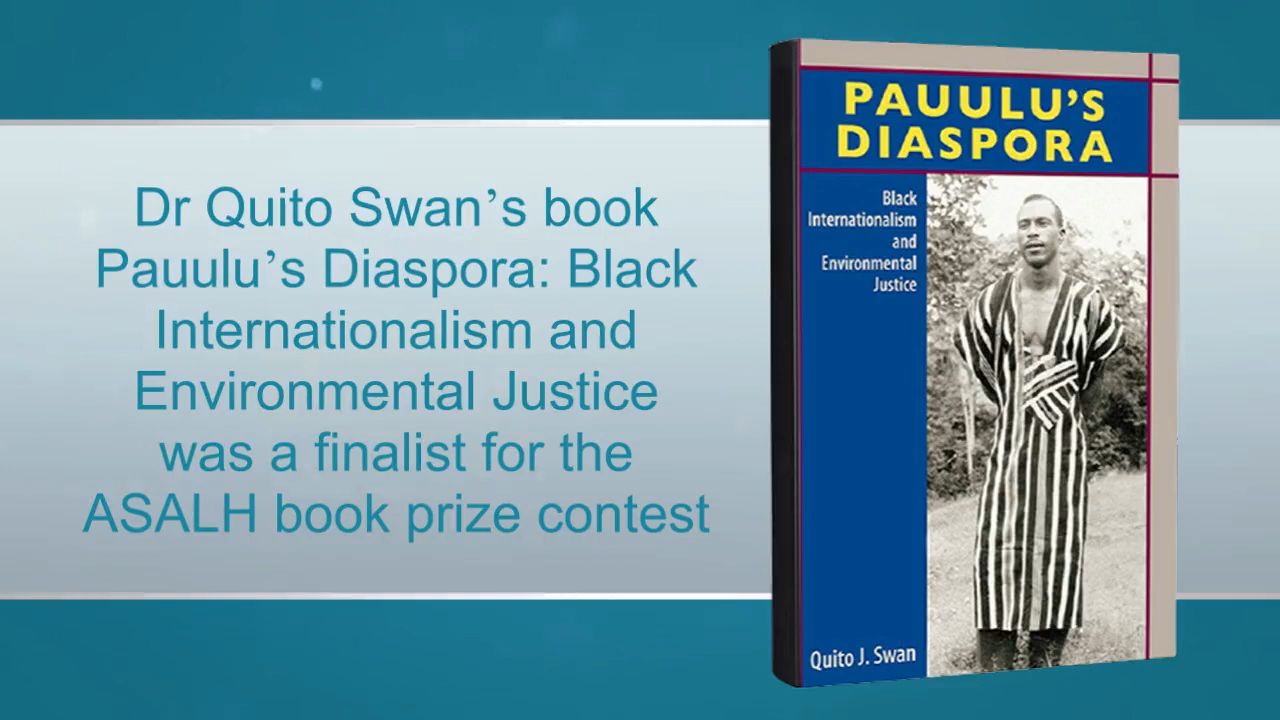 Dr Quito Swan’s book
Pauulu’s Diaspora: Black
Internationalism and
Environmental Justice
was a finalist for the
ASALH book prize contest
PAUULU’S
DIASPORA
Black
Internationalism
and
Environmental
Justice
Quito J. Swan